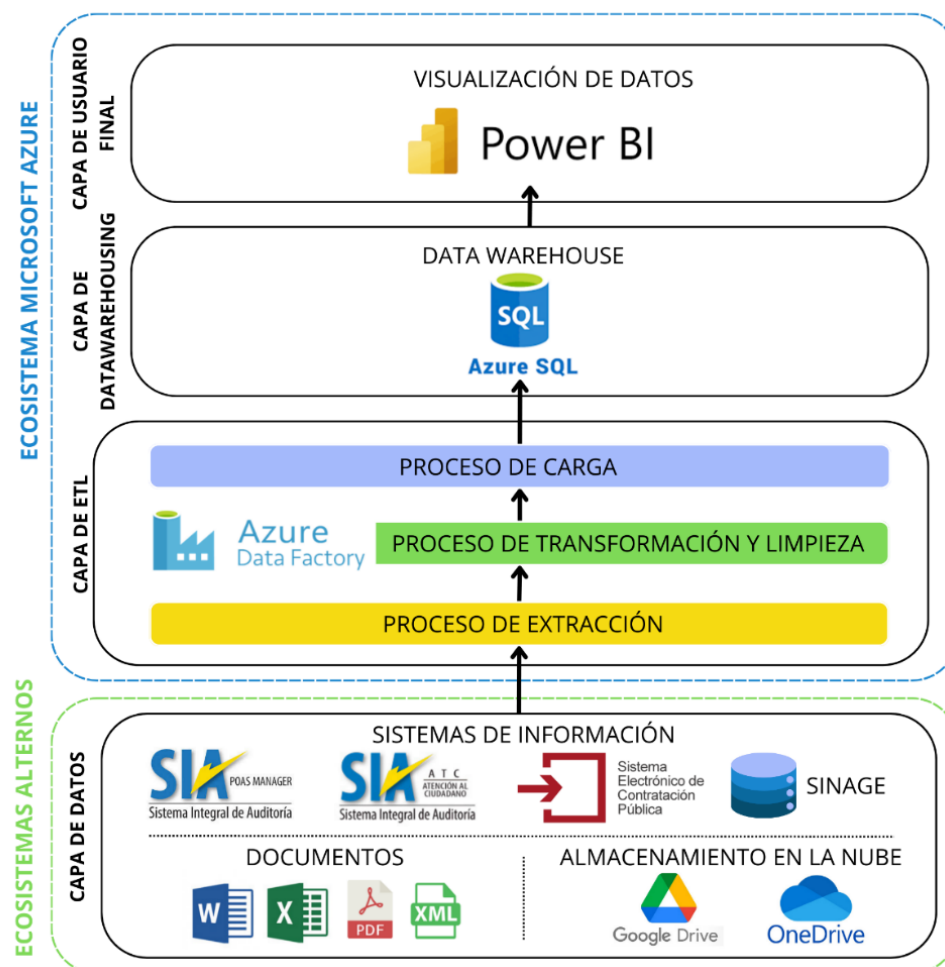 ECOSISTEMA MICROSOFT AZURE
CAPA DE USUARIO
FINAL
VISUALIZACIÓN DE DATOS
Power BI
CAPA DE
DATAWAREHOUSING
DATA WAREHOUSE
SQL
Azure SQL
CAPA DE ETL
PROCESO DE CARGA
Azure
Data Factory
PROCESO DE TRANSFORMACIÓN Y LIMPIEZA
PROCESO DE EXTRACCIÓN
ECOSISTEMAS ALTERNOS
CAPA DE DATOS
SISTEMAS DE INFORMACIÓN
SIA
POAS MANAGER
Sistema Integral de Auditoría
SIA
A T C
ATENCIÓN AL
CIUDADANO
Sistema Integral de Auditoría
Sistema
Electrónico de
Contratación
Pública
SINAGE
DOCUMENTOS
W
X
PDF
XML
ALMACENAMIENTO EN LA NUBE
Google Drive
OneDrive